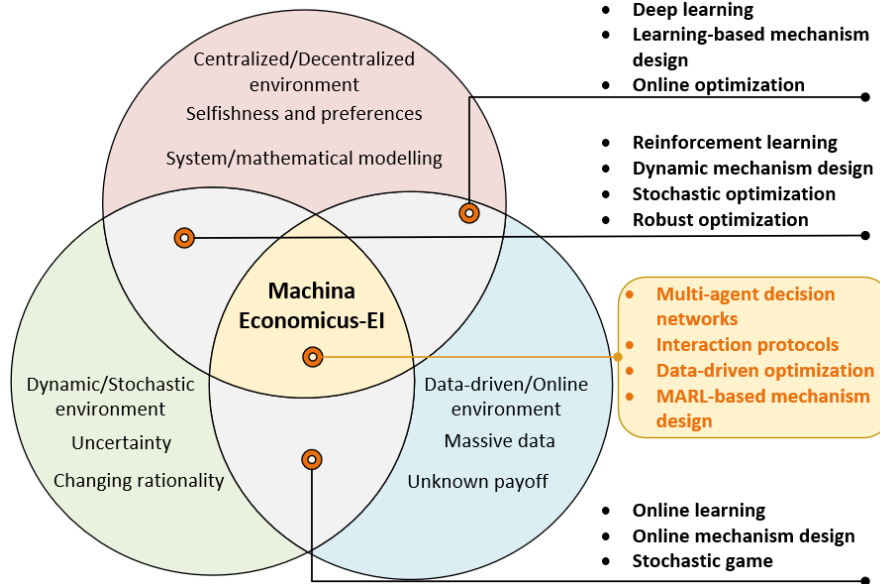 Centralized/Decentralized
environment
Selfishness and preferences
System/mathematical modelling
Machina
Economicus-EI
Dynamic/Stochastic
environment
Uncertainty
Changing rationality
Data-driven/Online
environment
Massive data
Unknown payoff
• Deep learning
• Learning-based mechanism
design
• Online optimization
• Reinforcement learning
• Dynamic mechanism design
• Stochastic optimization
• Robust optimization
• Multi-agent decision
networks
• Interaction protocols
• Data-driven optimization
• MARL-based mechanism
design
• Online learning
• Online mechanism design
• Stochastic game